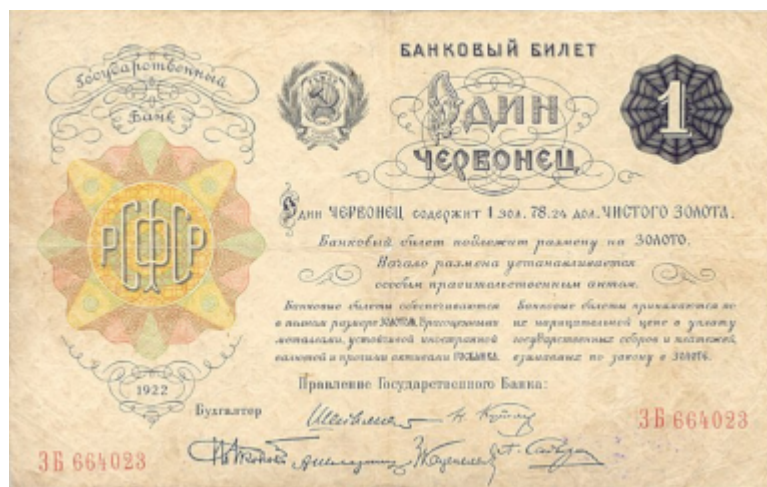 Государственный
Банк
РСФСР
1922
БАНКОВЫЙ БИЛЕТ
ОДИН
ЧЕРВОНЕЦ
1
Один ЧЕРВОНЕЦ содержит 1 зол. 78.24 дол. ЧИСТОГО ЗОЛОТА.
Банковый билет подлежит размену на ЗОЛОТО.
Начало размена устанавливается
особым правительственным актом.
Банковые билеты обеспечиваются
в полном размере ЗОЛОТОМ, драгоценными
металлами, устойчивой иностранной
валютой и прочими активами ГОСБАНКА.
Банковые билеты принимаются по
их нарицательной цене в уплату
государственных сборов и платежей,
взимаемых по закону в ЗОЛОТЕ.
Правление Государственного Банка:
Бухгалтер
ЗБ 664023
ЗБ 664023